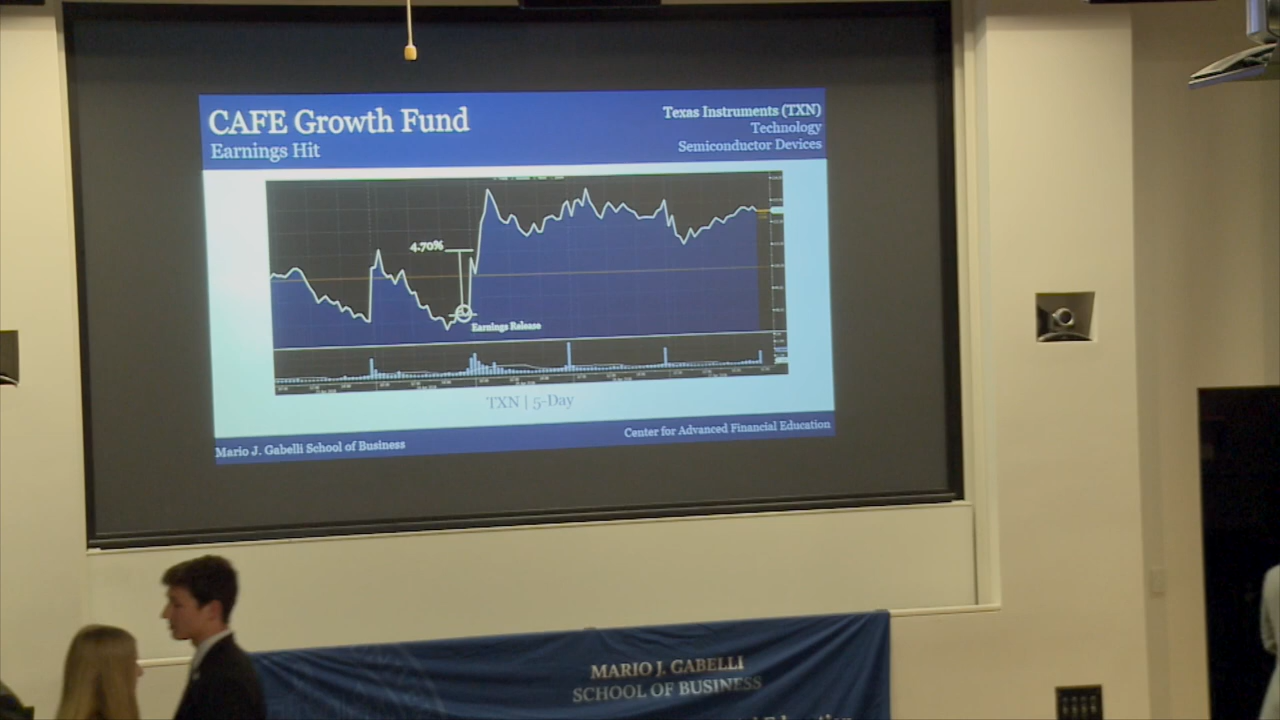 CAFE Growth Fund
Earnings Hit
Texas Instruments (TXN)
Technology
Semiconductor Devices
4.70%
Earnings Release
TXN | 5-Day
Mario J. Gabelli School of Business
Center for Advanced Financial Education
MARIO J. GABELLI
SCHOOL OF BUSINESS